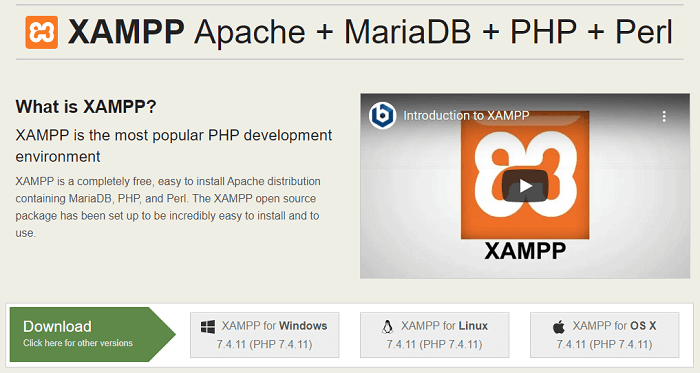 XAMPP Apache + MariaDB + PHP + Perl
What is XAMPP?
XAMPP is the most popular PHP development
environment
XAMPP is a completely free, easy to install Apache distribution
containing MariaDB, PHP, and Perl. The XAMPP open source
package has been set up to be incredibly easy to install and to
use.
Introduction to XAMPP
XAMPP
Download
Click here for other versions
XAMPP for Windows
7.4.11 (PHP 7.4.11)
XAMPP for Linux
7.4.11 (PHP 7.4.11)
XAMPP for OS X
7.4.11 (PHP 7.4.11)